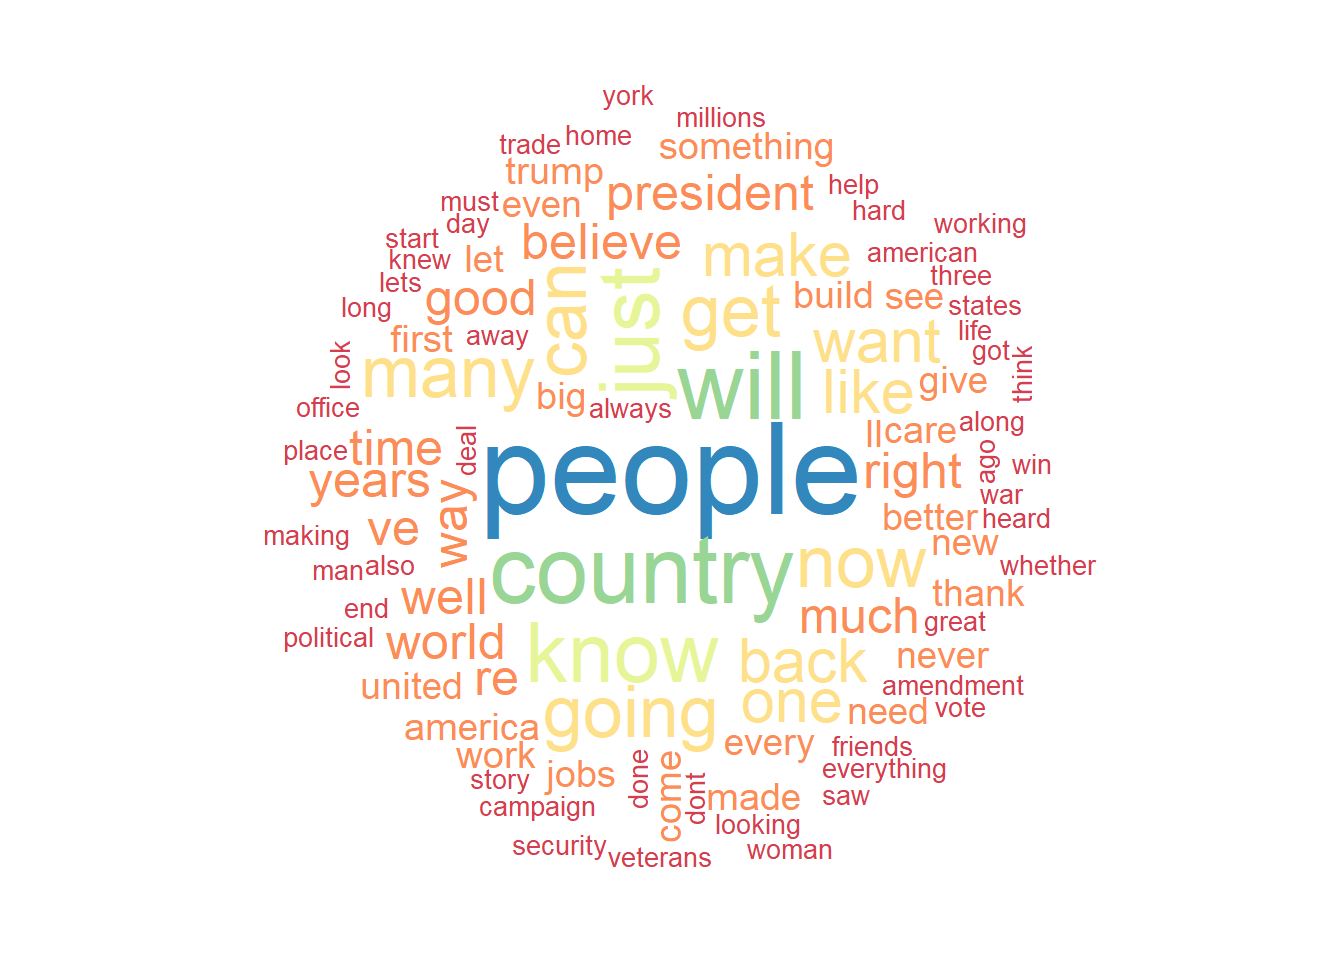 york
millions
trade home something
trump president help
must even hard
day believe make working
start american
knew let can just three
lets good get build see states
long first away want life
look many will like give got think
office big always
place time deal people llcare along
years way right ago win
ve better war
making country now new heard
man also whether
end well much thank
political world know back never great
united re amendment
going one need vote
america every friends
work jobs done come dont everything
story made saw
campaign looking
security veterans woman